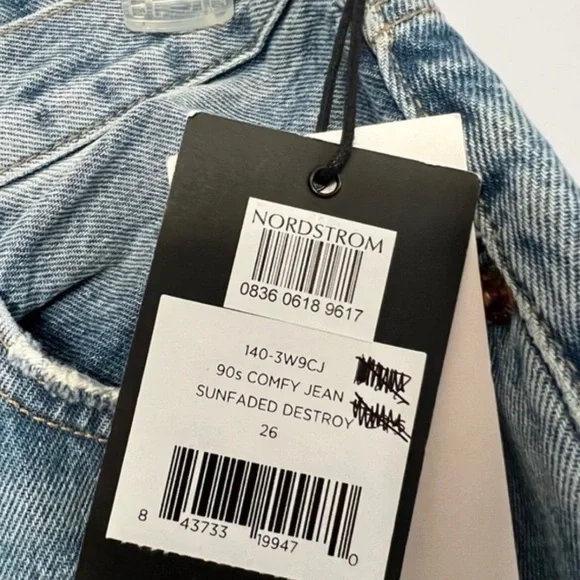 NORDSTROM
0836 0618 9617
140-3W9CJ
90s COMFY JEAN
SUNFADED DESTROY
26
8 43733 19947 0